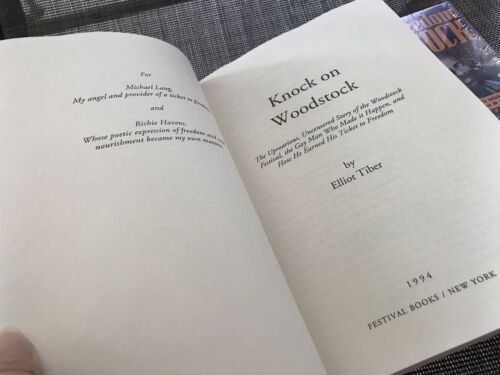 For
Michael Lang,
My angel and provider of a ticket to freedom
and
Richie Havens,
Whose poetic expression of freedom and
nourishment became my own
Knock on
Woodstock
The Uproarious, Uncensored Story of the Woodstock
Festival, the Gay Man Who Made it Happen, and
How He Earned His Ticket to Freedom
by
Elliot Tiber
1994
FESTIVAL BOOKS / NEW YORK
OCK